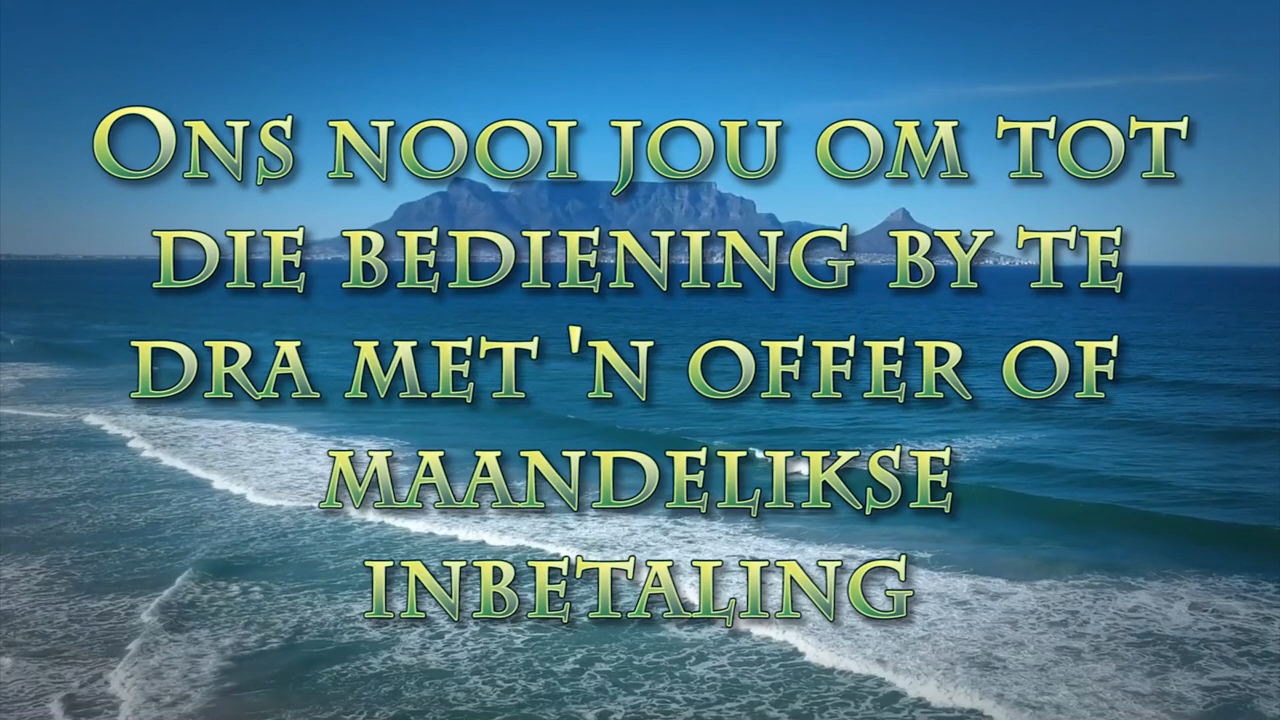 Ons nooi jou om tot
die bediening by te
dra met 'n offer of
maandelikse
inbetaling